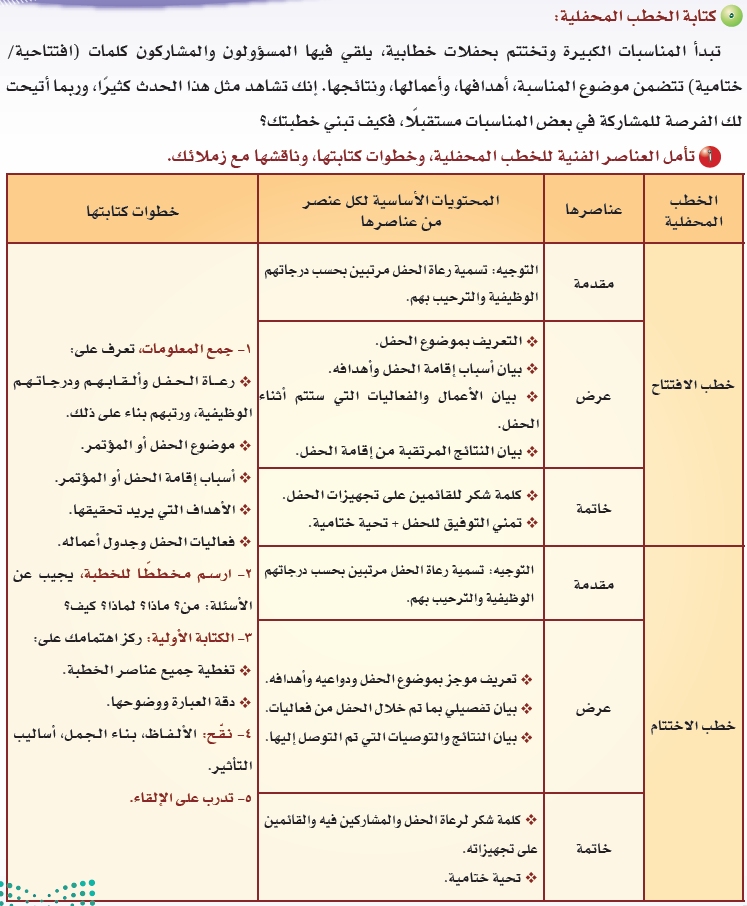 ٥ كتابة الخطب المحفلية:
تبدأ المناسبات الكبيرة وتختتم بحفلات خطابية، يلقي فيها المسؤولون والمشاركون كلمات (افتتاحية/
ختامية) تتضمن موضوع المناسبة، أهدافها، وأعمالها، ونتائجها. إنك تشاهد مثل هذا الحدث كثيرًا، وربما أتيحت
لك الفرصة للمشاركة في بعض المناسبات مستقبلًا، فكيف تبني خطبتك؟
أ تأمل العناصر الفنية للخطب المحفلية، وخطوات كتابتها، وناقشها مع زملائك.
الخطب
المحفلية
عناصرها
المحتويات الأساسية لكل عنصر
من عناصرها
خطوات كتابتها
خطب الافتتاح
مقدمة
التوجيه: تسمية رعاة الحفل مرتبين بحسب درجاتهم
الوظيفية والترحيب بهم.
عرض
❖ التعريف بموضوع الحفل.
❖ بيان أسباب إقامة الحفل وأهدافه.
❖ بيان الأعمال والفعاليات التي ستتم أثناء
الحفل.
❖ بيان النتائج المرتقبة من إقامة الحفل.
خاتمة
❖ كلمة شكر للقائمين على تجهيزات الحفل.
❖ تمني التوفيق للحفل + تحية ختامية.
خطب الاختتام
مقدمة
التوجيه: تسمية رعاة الحفل مرتبين بحسب درجاتهم
الوظيفية والترحيب بهم.
عرض
❖ تعريف موجز بموضوع الحفل ودواعيه وأهدافه.
❖ بيان تفصيلي بما تم خلال الحفل من فعاليات.
❖ بيان النتائج والتوصيات التي تم التوصل إليها.
خاتمة
❖ كلمة شكر لرعاة الحفل والمشاركين فيه والقائمين
على تجهيزاته.
❖ تحية ختامية.
١- جمع المعلومات، تعرف على:
❖ رعاة الحفل وألقابهم ودرجاتهم
الوظيفية، ورتبهم بناء على ذلك.
❖ موضوع الحفل أو المؤتمر.
❖ أسباب إقامة الحفل أو المؤتمر.
❖ الأهداف التي يريد تحقيقها.
❖ فعاليات الحفل وجدول أعماله.
٢- ارسم مخططًا للخطبة، يجيب عن
الأسئلة: من؟ ماذا؟ لماذا؟ كيف؟
٣- الكتابة الأولية: ركز اهتمامك على:
❖ تغطية جميع عناصر الخطبة.
❖ دقة العبارة ووضوحها.
٤- نقّح: الألفاظ، بناء الجمل، أساليب
التأثير.
٥- تدرب على الإلقاء.